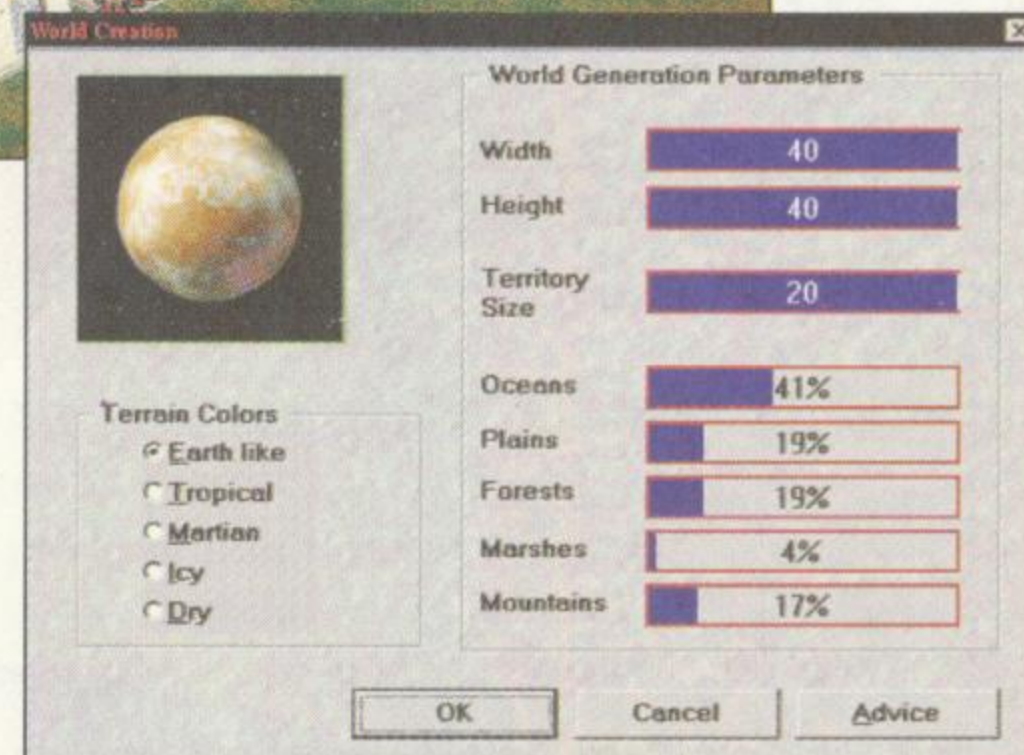 World Creation
World Generation Parameters
Width 40
Height 40
Territory
Size
20
Oceans 41%
Plains 19%
Forests 19%
Marshes 4%
Mountains 17%
Terrain Colors
Earth like
Tropical
Martian
Icy
Dry
OK Cancel Advice